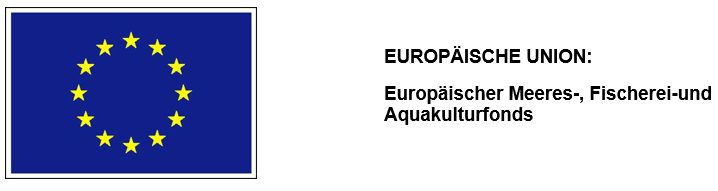 EUROPÄISCHE UNION:
Europäischer Meeres-, Fischerei-und
Aquakulturfonds